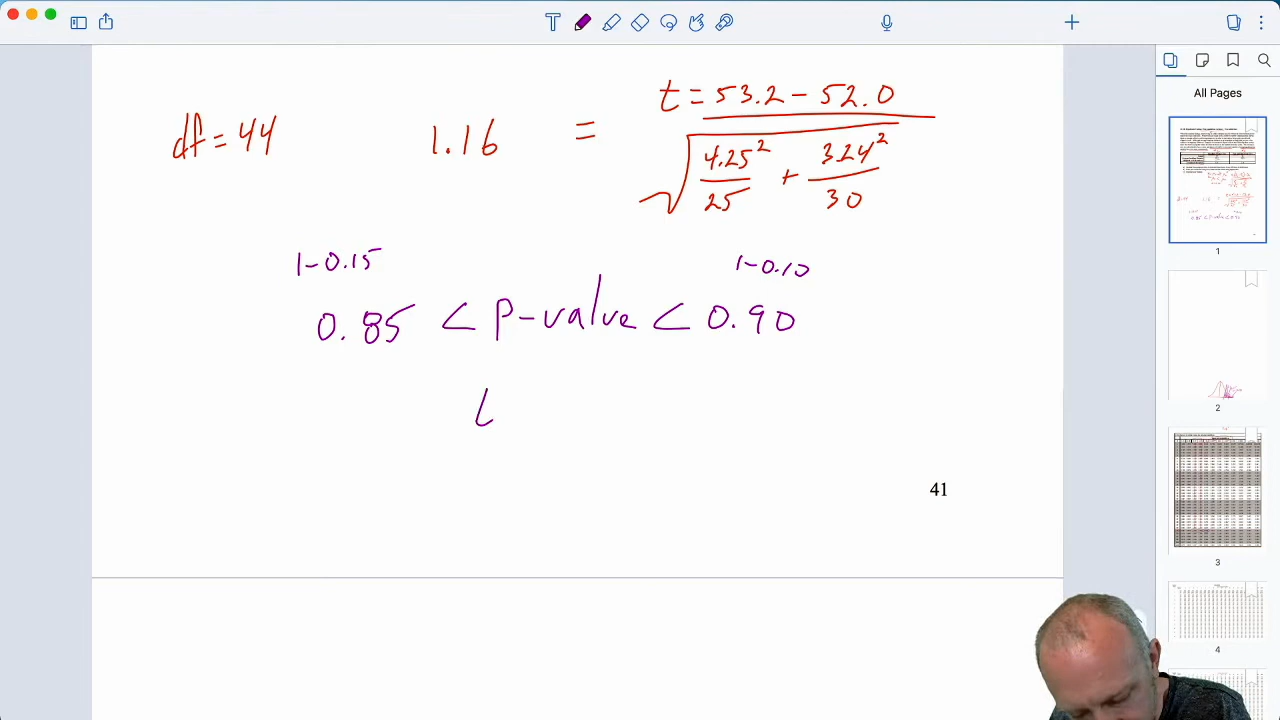 All Pages
t = 53.2 - 52.0
df = 44 1.16 = √ 4.25² / 25 + 3.24² / 30
1-0.15 1-0.10
0.85 < P-value < 0.90
L
41
1
2
3
4